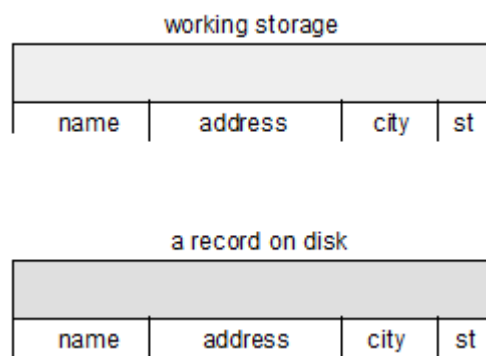 working storage
name address city st
a record on disk
name address city st